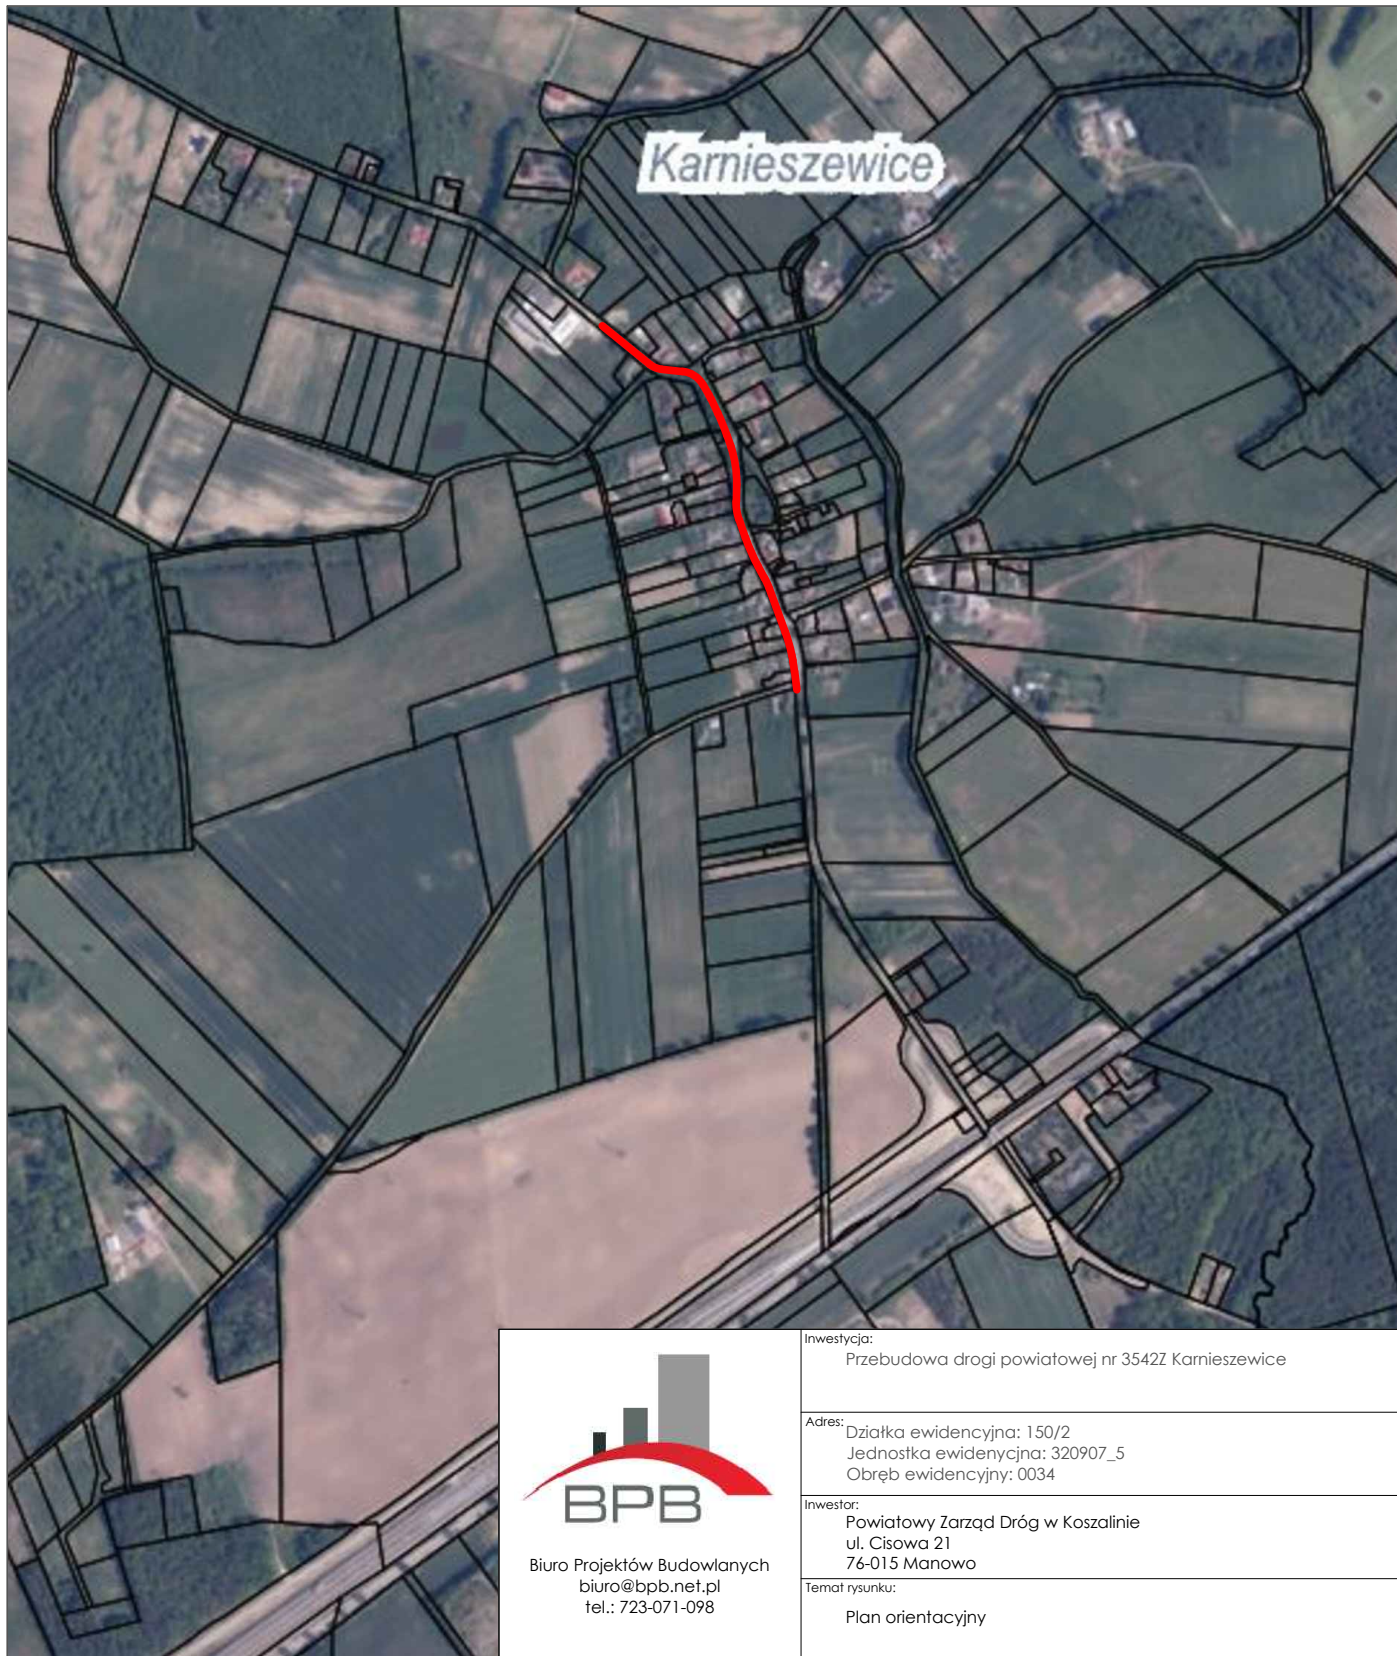 Karnieszewice
BPB
Biuro Projektów Budowlanych
biuro@bpb.net.pl
tel.: 723-071-098
Inwestycja:
Przebudowa drogi powiatowej nr 3542Z Karnieszewice
Adres:
Działka ewidencyjna: 150/2
Jednostka ewidenycjna: 320907_5
Obręb ewidencyjny: 0034
Inwestor:
Powiatowy Zarząd Dróg w Koszalinie
ul. Cisowa 21
76-015 Manowo
Temat rysunku:
Plan orientacyjny